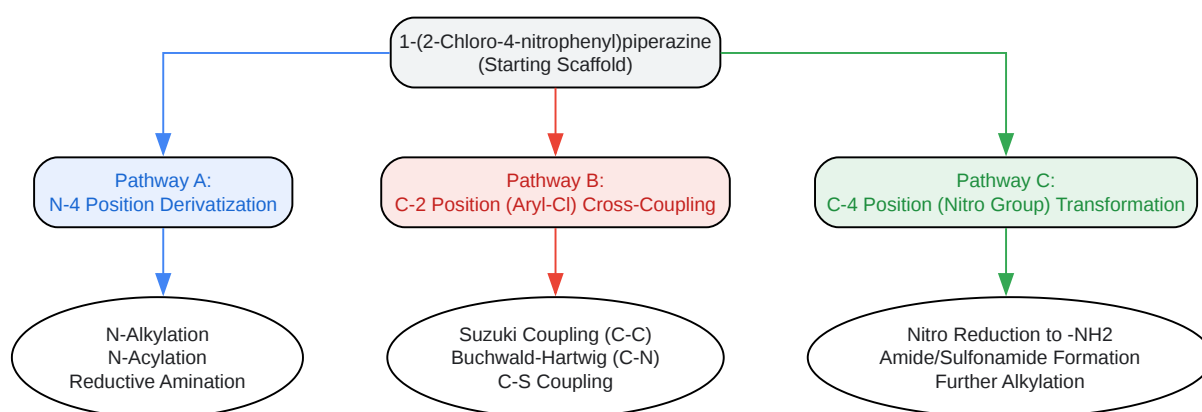 1-(2-Chloro-4-nitrophenyl)piperazine
(Starting Scaffold)
Pathway A:
N-4 Position Derivatization
Pathway B:
C-2 Position (Aryl-Cl) Cross-Coupling
Pathway C:
C-4 Position (Nitro Group) Transformation
N-Alkylation
N-Acylation
Reductive Amination
Suzuki Coupling (C-C)
Buchwald-Hartwig (C-N)
C-S Coupling
Nitro Reduction to -NH2
Amide/Sulfonamide Formation
Further Alkylation